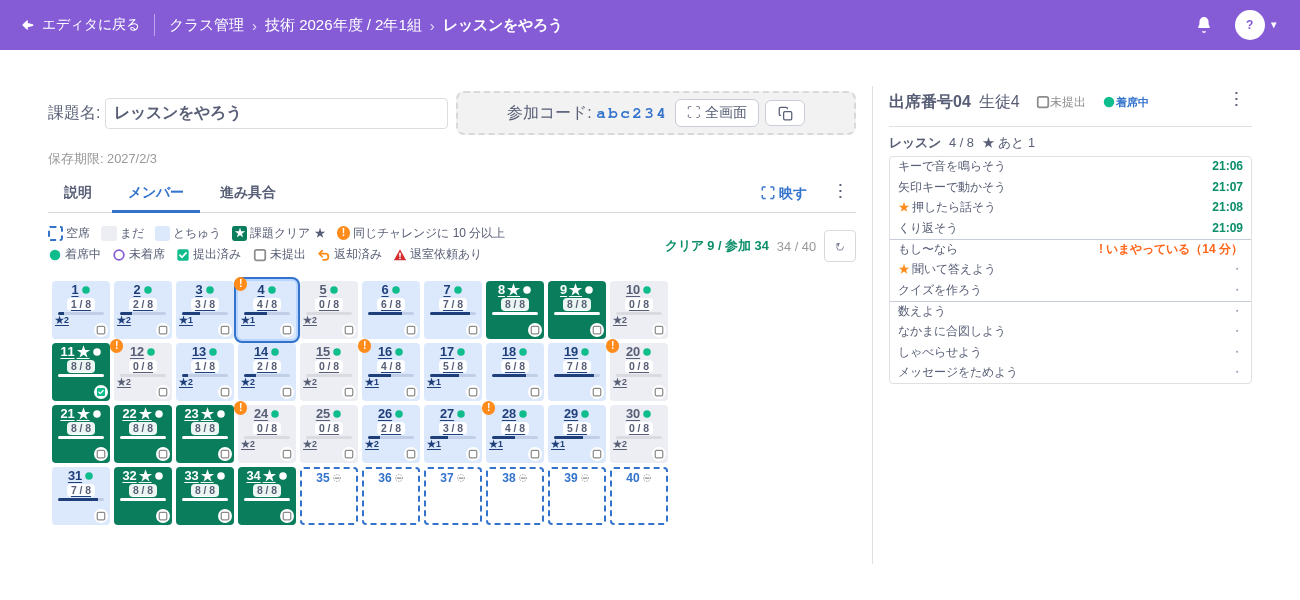 エディタに戻る クラス管理 › 技術 2026年度 / 2年1組 › レッスンをやろう ? ▼
課題名: レッスンをやろう 参加コード: abc234 全画面
保存期限: 2027/2/3
説明 メンバー 進み具合 映す ⋮
空席 まだ とちゅう ★ 課題クリア ★ ! 同じチャレンジに 10 分以上
着席中 未着席 提出済み 未提出 返却済み 退室依頼あり
クリア 9 / 参加 34 34 / 40
1 2 3 ! 4 5 6 7 8★ 9★ 10
1 / 8 2 / 8 3 / 8 4 / 8 0 / 8 6 / 8 7 / 8 8 / 8 8 / 8 0 / 8
★2 ★2 ★1 ★1 ★2 ★2
11★ ! 12 13 14 15 ! 16 17 18 19 ! 20
8 / 8 0 / 8 1 / 8 2 / 8 0 / 8 4 / 8 5 / 8 6 / 8 7 / 8 0 / 8
★2 ★2 ★2 ★2 ★1 ★1 ★2
21★ 22★ 23★ ! 24 25 26 27 ! 28 29 30
8 / 8 8 / 8 8 / 8 0 / 8 0 / 8 2 / 8 3 / 8 4 / 8 5 / 8 0 / 8
★2 ★2 ★2 ★1 ★1 ★1 ★2
31 32★ 33★ 34★ 35 36 37 38 39 40
7 / 8 8 / 8 8 / 8 8 / 8
出席番号04 生徒4 未提出 着席中 ⋮
レッスン 4 / 8 ★ あと 1
キーで音を鳴らそう 21:06
矢印キーで動かそう 21:07
★ 押したら話そう 21:08
くり返そう 21:09
もし〜なら ! いまやっている（14 分）
★ 聞いて答えよう ・
クイズを作ろう ・
数えよう ・
なかまに合図しよう ・
しゃべらせよう ・
メッセージをためよう ・